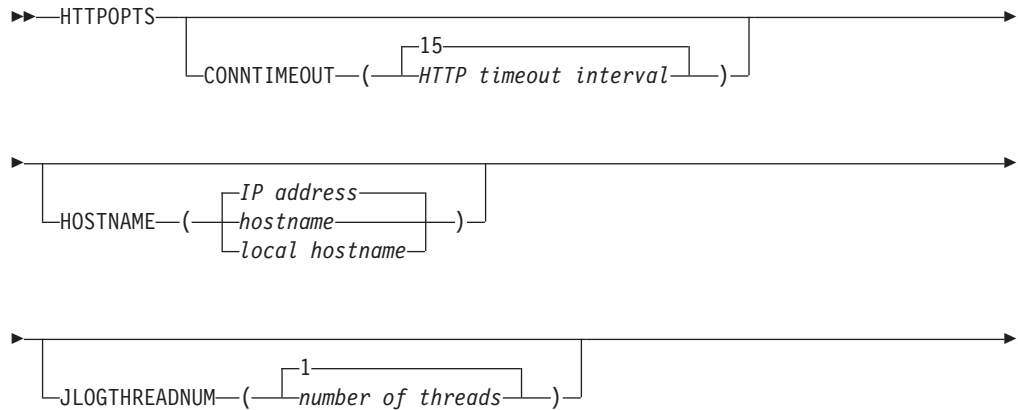 HTTPOPTS
15
CONNTIMEOUT ( HTTP timeout interval )
IP address
HOSTNAME ( hostname )
local hostname
1
JLOGTHREADNUM ( number of threads )